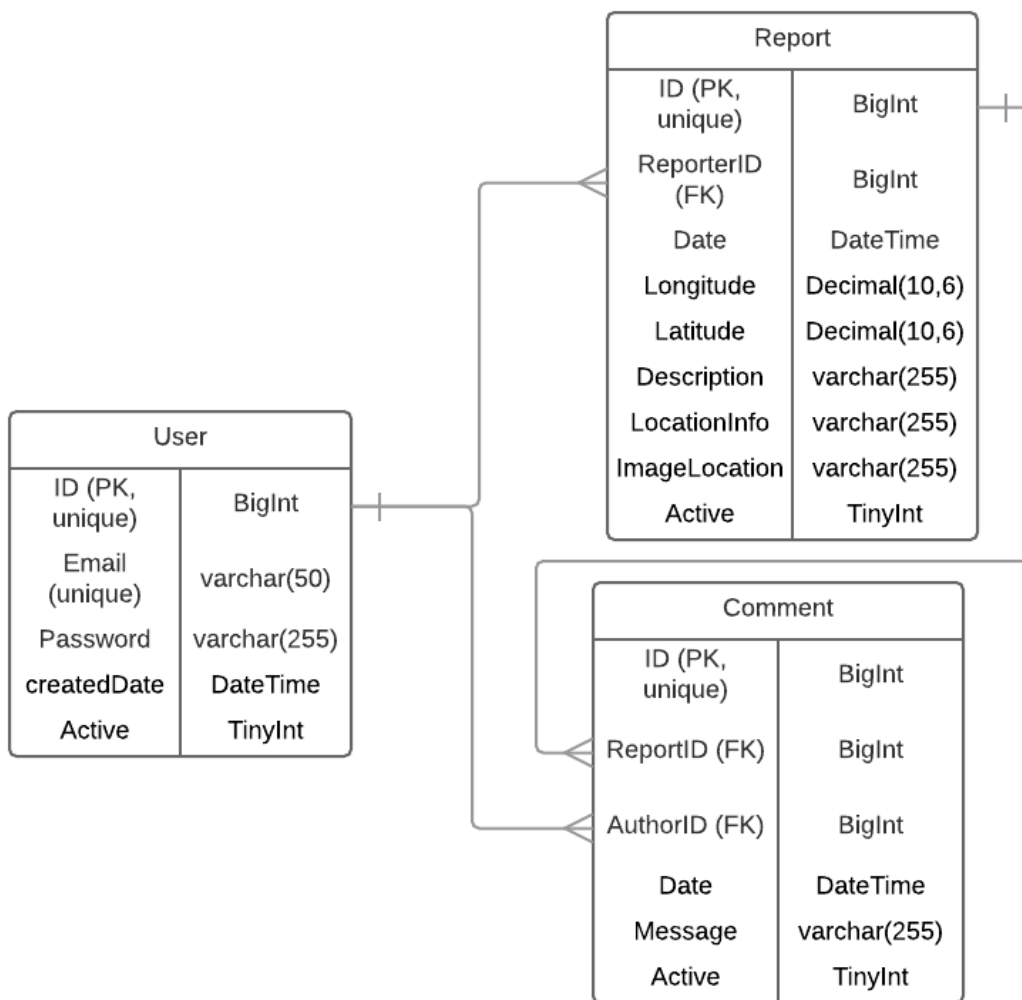 Report
ID (PK,
unique)
BigInt
ReporterID
(FK)
BigInt
Date
DateTime
Longitude
Decimal(10,6)
Latitude
Decimal(10,6)
Description
varchar(255)
LocationInfo
varchar(255)
ImageLocation
varchar(255)
Active
TinyInt
User
ID (PK,
unique)
BigInt
Email
(unique)
varchar(50)
Password
varchar(255)
createdDate
DateTime
Active
TinyInt
Comment
ID (PK,
unique)
BigInt
ReportID (FK)
BigInt
AuthorID (FK)
BigInt
Date
DateTime
Message
varchar(255)
Active
TinyInt